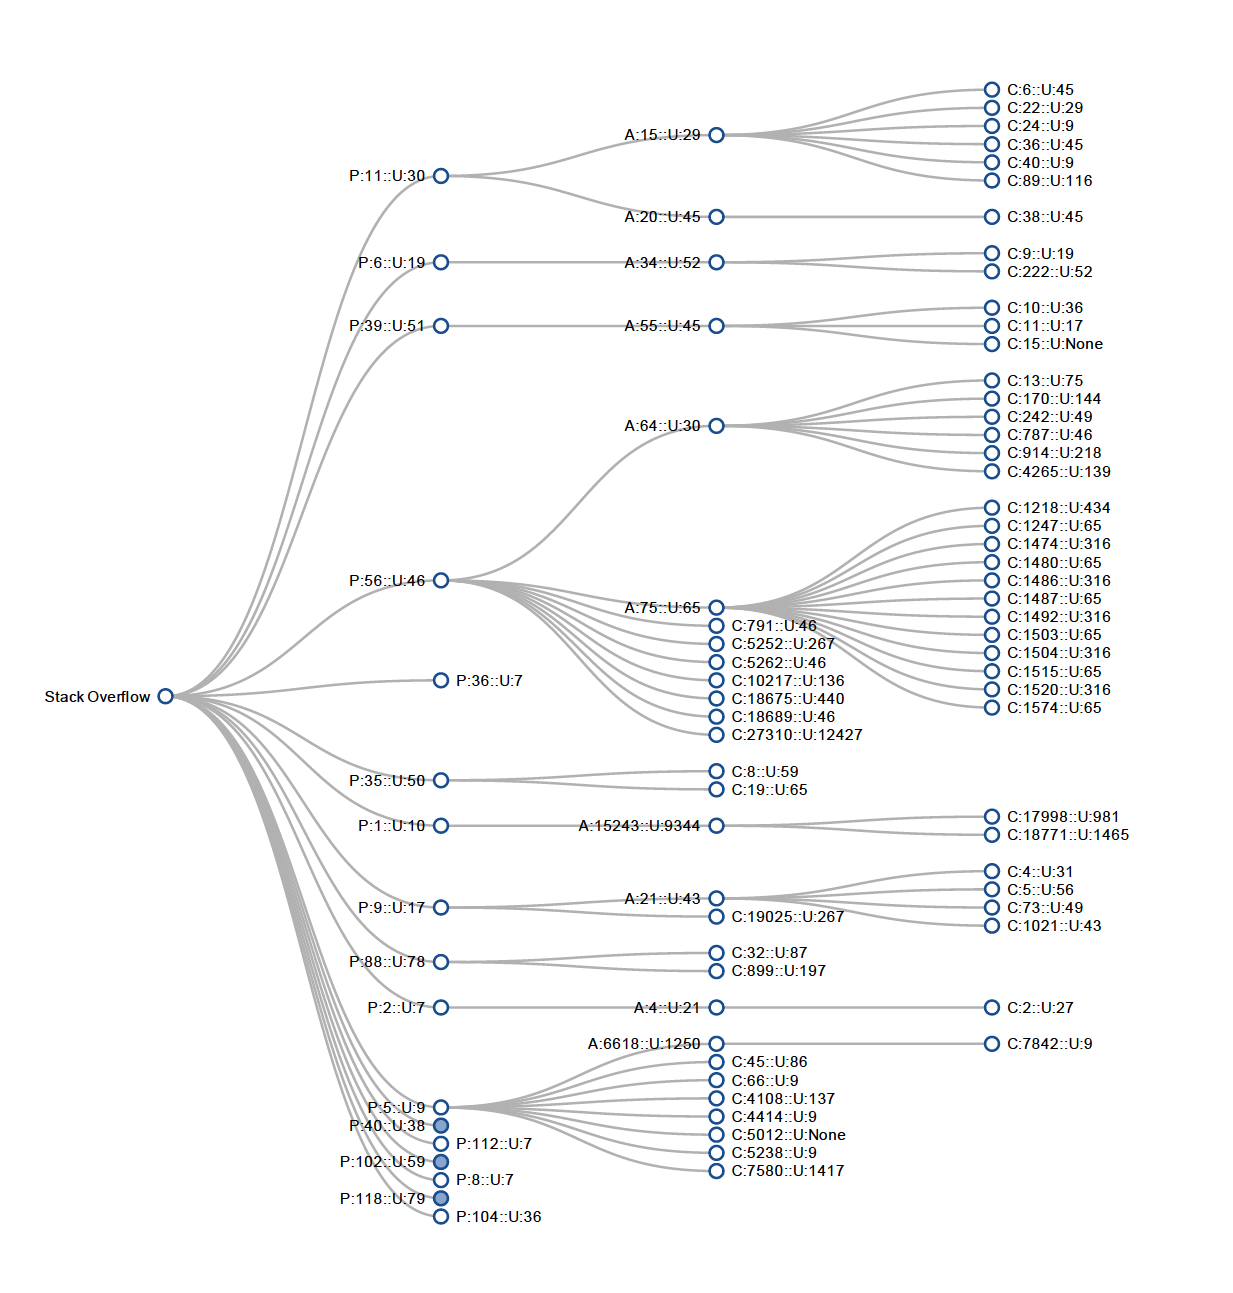 Stack Overflow
P:11::U:30
A:15::U:29
C:6::U:45
C:22::U:29
C:24::U:9
C:36::U:45
C:40::U:9
C:89::U:116
A:20::U:45
C:38::U:45
P:6::U:19
A:34::U:52
C:9::U:19
C:222::U:52
P:39::U:51
A:55::U:45
C:10::U:36
C:11::U:17
C:15::U:None
P:56::U:46
A:64::U:30
C:13::U:75
C:170::U:144
C:242::U:49
C:787::U:46
C:914::U:218
C:4265::U:139
A:75::U:65
C:1218::U:434
C:1247::U:65
C:1474::U:316
C:1480::U:65
C:1486::U:316
C:1487::U:65
C:1492::U:316
C:1503::U:65
C:1504::U:316
C:1515::U:65
C:1520::U:316
C:1574::U:65
C:791::U:46
C:5252::U:267
C:5262::U:46
C:10217::U:136
C:18675::U:440
C:18689::U:46
C:27310::U:12427
P:36::U:7
P:35::U:50
C:8::U:59
C:19::U:65
P:1::U:10
A:15243::U:9344
C:17998::U:981
C:18771::U:1465
P:9::U:17
A:21::U:43
C:4::U:31
C:5::U:56
C:73::U:49
C:1021::U:43
C:19025::U:267
P:88::U:78
C:32::U:87
C:899::U:197
P:2::U:7
A:4::U:21
C:2::U:27
P:5::U:9
A:6618::U:1250
C:7842::U:9
C:45::U:86
C:66::U:9
C:4108::U:137
C:4414::U:9
C:5012::U:None
C:5238::U:9
C:7580::U:1417
P:40::U:38
P:112::U:7
P:102::U:59
P:8::U:7
P:118::U:79
P:104::U:36